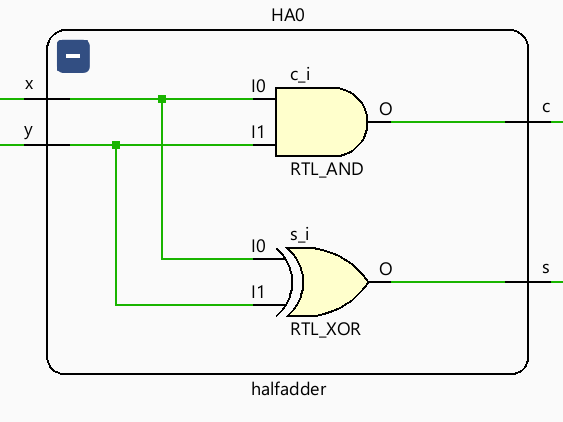 HA0
x
I0
c_i
O
c
y
I1
RTL_AND
I0
s_i
O
s
I1
RTL_XOR
halfadder